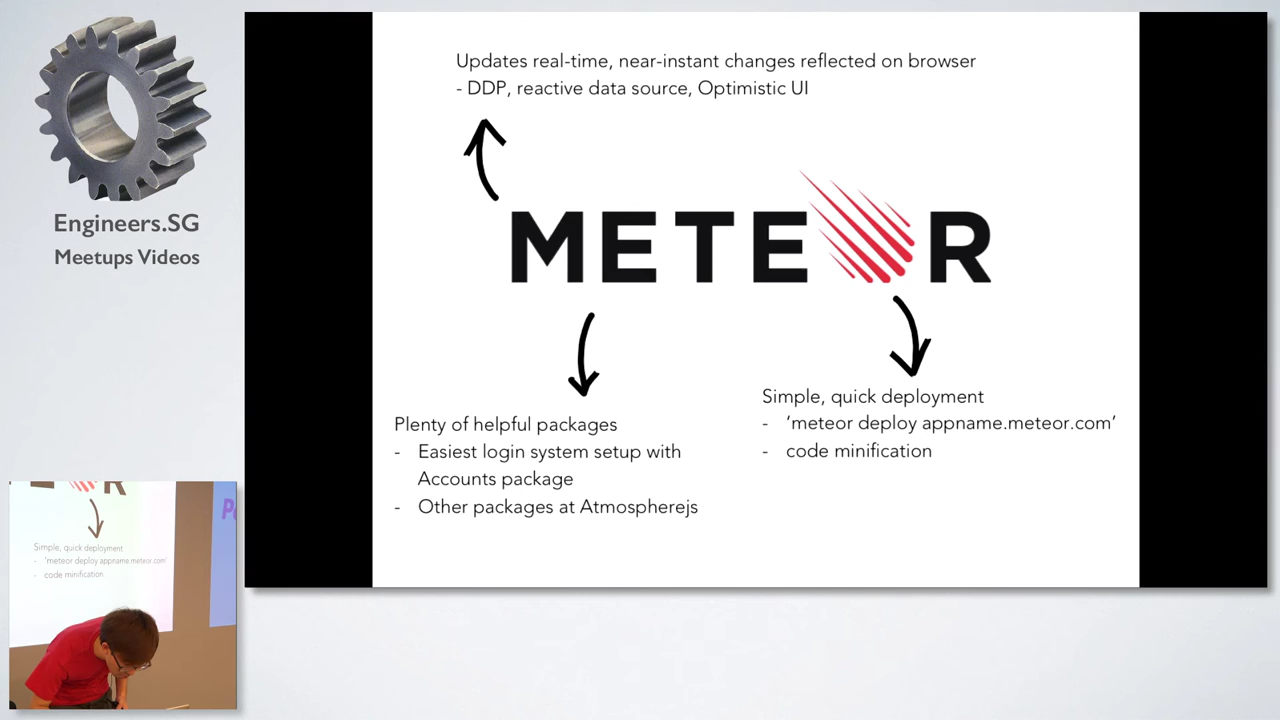 Engineers.SG
Meetups Videos
Updates real-time, near-instant changes reflected on browser
- DDP, reactive data source, Optimistic UI
METEOR
Plenty of helpful packages
- Easiest login system setup with
Accounts package
- Other packages at Atmospherejs
Simple, quick deployment
- ‘meteor deploy appname.meteor.com’
- code minification
R
Simple, quick deployment
- ‘meteor deploy appname.meteor.com’
- code minification